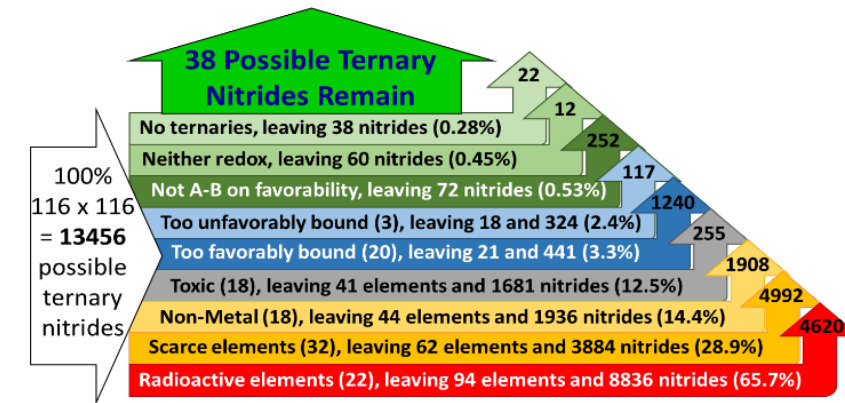 38 Possible Ternary
Nitrides Remain
22
No ternaries, leaving 38 nitrides (0.28%)
12
Neither redox, leaving 60 nitrides (0.45%)
252
Not A-B on favorability, leaving 72 nitrides (0.53%)
117
Too unfavorably bound (3), leaving 18 and 324 (2.4%)
1240
Too favorably bound (20), leaving 21 and 441 (3.3%)
255
Toxic (18), leaving 41 elements and 1681 nitrides (12.5%)
1908
Non-Metal (18), leaving 44 elements and 1936 nitrides (14.4%)
4992
Scarce elements (32), leaving 62 elements and 3884 nitrides (28.9%)
4620
Radioactive elements (22), leaving 94 elements and 8836 nitrides (65.7%)
100%
116 x 116
= 13456
possible
ternary
nitrides